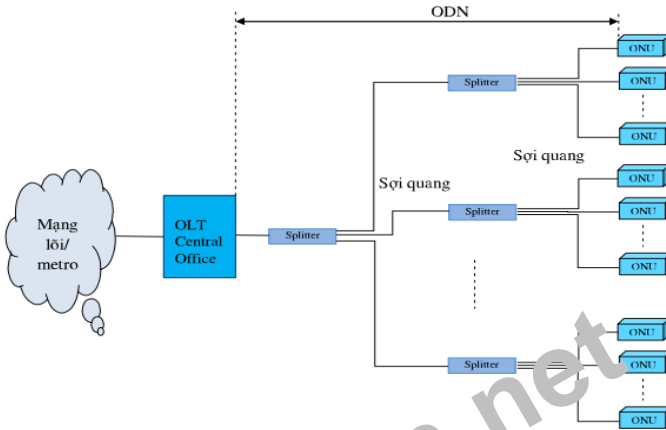 ODN
ONU
Splitter
ONU
ONU
Sợi quang
Sợi quang
ONU
Mạng
lõi/
metro
OLT
Central
Office
Splitter
Splitter
ONU
ONU
ONU
Splitter
ONU
ONU
net